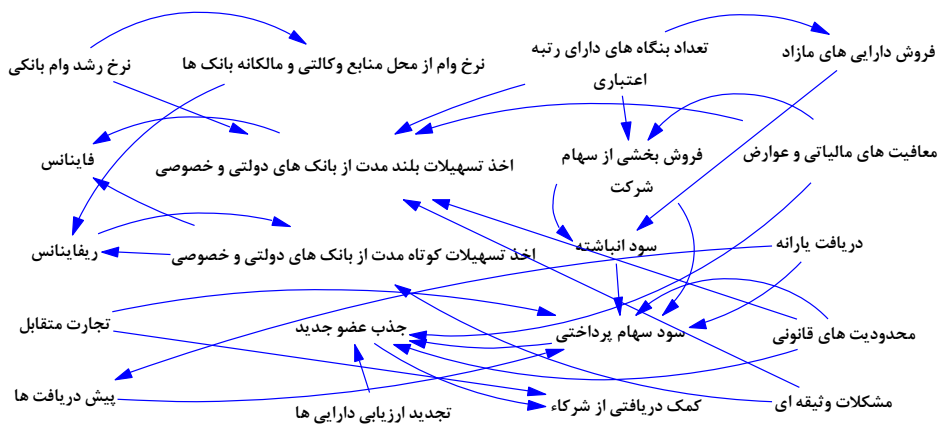 تعداد بنگاه های دارای رتبه
اعتباری
فروش دارایی های مازاد
نرخ وام از محل منابع وکالتی و مالکانه بانک ها
نرخ رشد وام بانکی
معافیت های مالیاتی و عوارض
فروش بخشی از سهام
شرکت
اخذ تسهیلات بلند مدت از بانک های دولتی و خصوصی
فاینانس
دریافت یارانه
سود انباشته
اخذ تسهیلات کوتاه مدت از بانک های دولتی و خصوصی
ریفاینانس
محدودیت های قانونی
سود سهام پرداختی
جذب عضو جدید
تجارت متقابل
مشکلات وثیقه ای
کمک دریافتی از شرکاء
تجدید ارزیابی دارایی ها
پیش دریافت ها